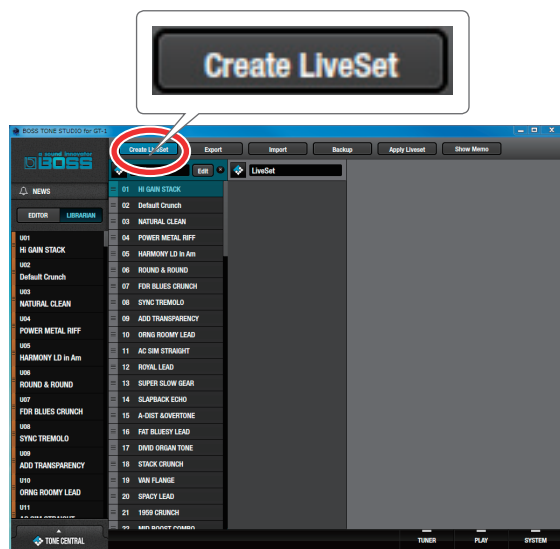 Create LiveSet
BOSS TONE STUDIO for GT-1
a sound innovator
BOSS
Create LiveSet
Export
Import
Backup
Apply Liveset
Show Memo
NEWS
EDITOR
LIBRARIAN
U01
Hi GAIN STACK
U02
Default Crunch
U03
NATURAL CLEAN
U04
POWER METAL RIFF
U05
HARMONY LD in Am
U06
ROUND & ROUND
U07
FDR BLUES CRUNCH
U08
SYNC TREMOLO
U09
ADD TRANSPARENCY
U10
ORNG ROOMY LEAD
U11
TONE CENTRAL
Edit
01 Hi GAIN STACK
02 Default Crunch
03 NATURAL CLEAN
04 POWER METAL RIFF
05 HARMONY LD in Am
06 ROUND & ROUND
07 FDR BLUES CRUNCH
08 SYNC TREMOLO
09 ADD TRANSPARENCY
10 ORNG ROOMY LEAD
11 AC SIM STRAIGHT
12 ROYAL LEAD
13 SUPER SLOW GEAR
14 SLAPBACK ECHO
15 A-DIST &OVERTONE
16 FAT BLUESY LEAD
17 DIVID ORGAN TONE
18 STACK CRUNCH
19 VAN FLANGE
20 SPACY LEAD
21 1959 CRUNCH
22 MID BOOST COMBO
LiveSet
TUNER
PLAY
SYSTEM